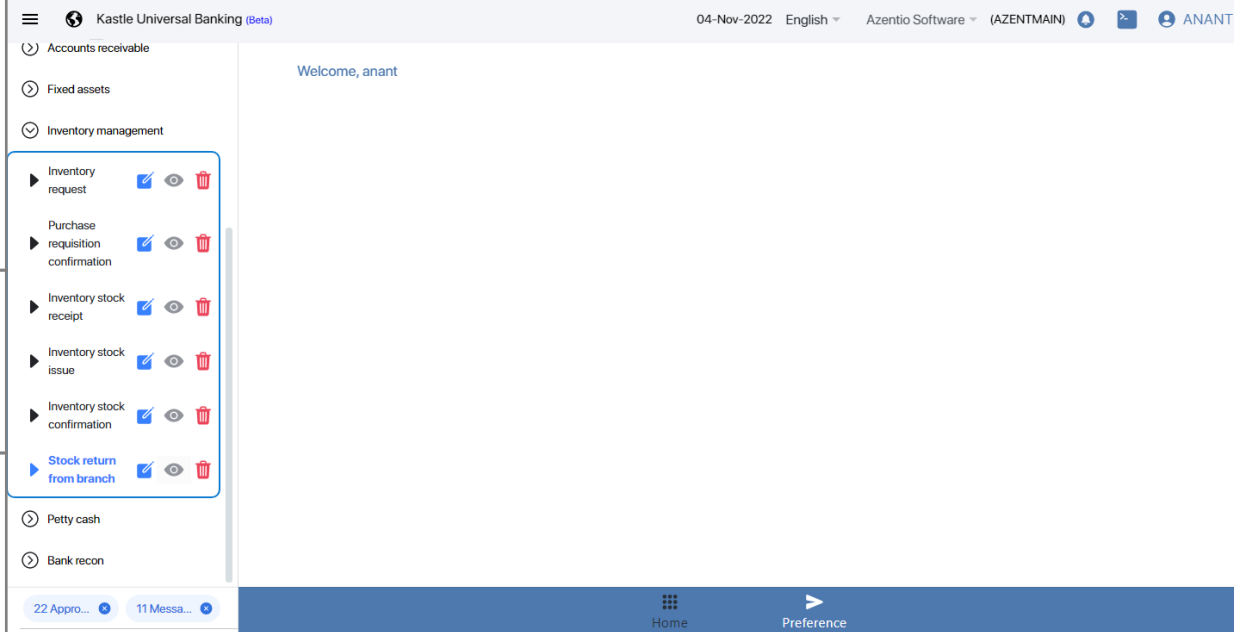 Kastle Universal Banking (Beta)
04-Nov-2022 English Azentio Software (AZENTMAIN) ANANT
Accounts receivable
Fixed assets
Inventory management
Inventory
request
Purchase
requisition
confirmation
Inventory stock
receipt
Inventory stock
issue
Inventory stock
confirmation
Stock return
from branch
Petty cash
Bank recon
22 Appro...
11 Messa...
Welcome, anant
Home
Preference